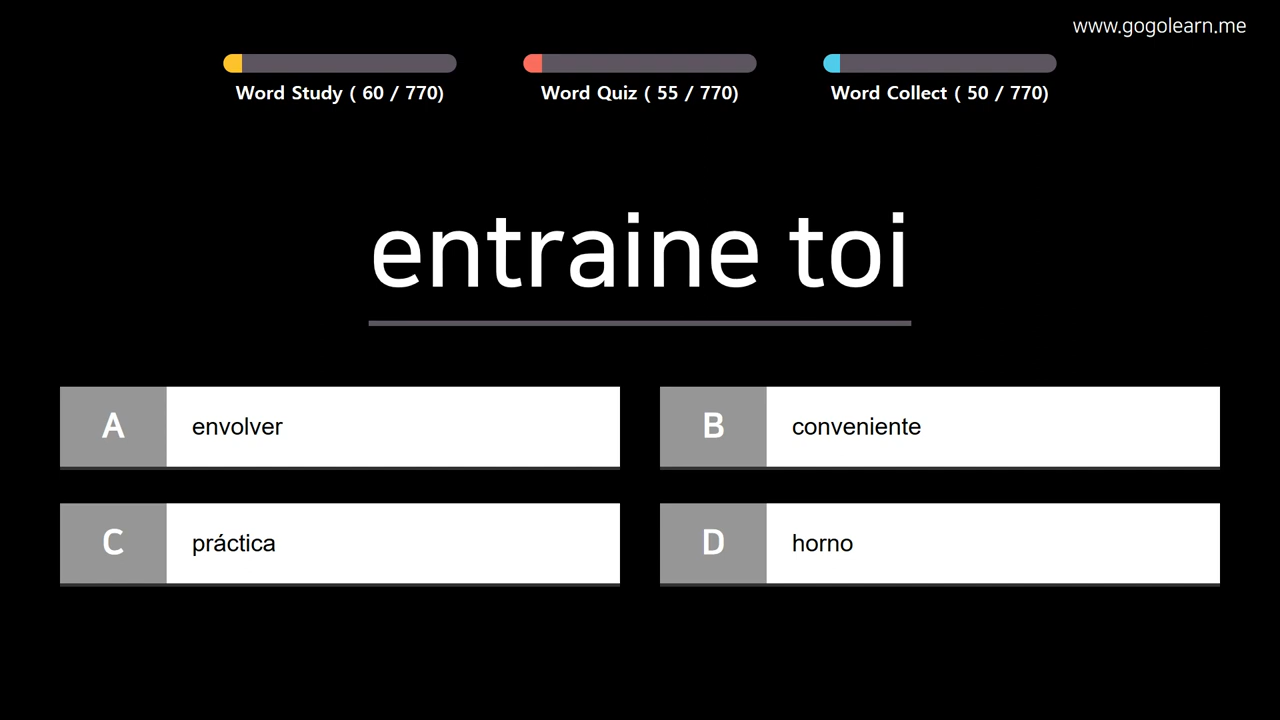 www.gogolearn.me
Word Study ( 60 / 770)
Word Quiz ( 55 / 770)
Word Collect ( 50 / 770)
entraine toi
A envolver
B conveniente
C práctica
D horno